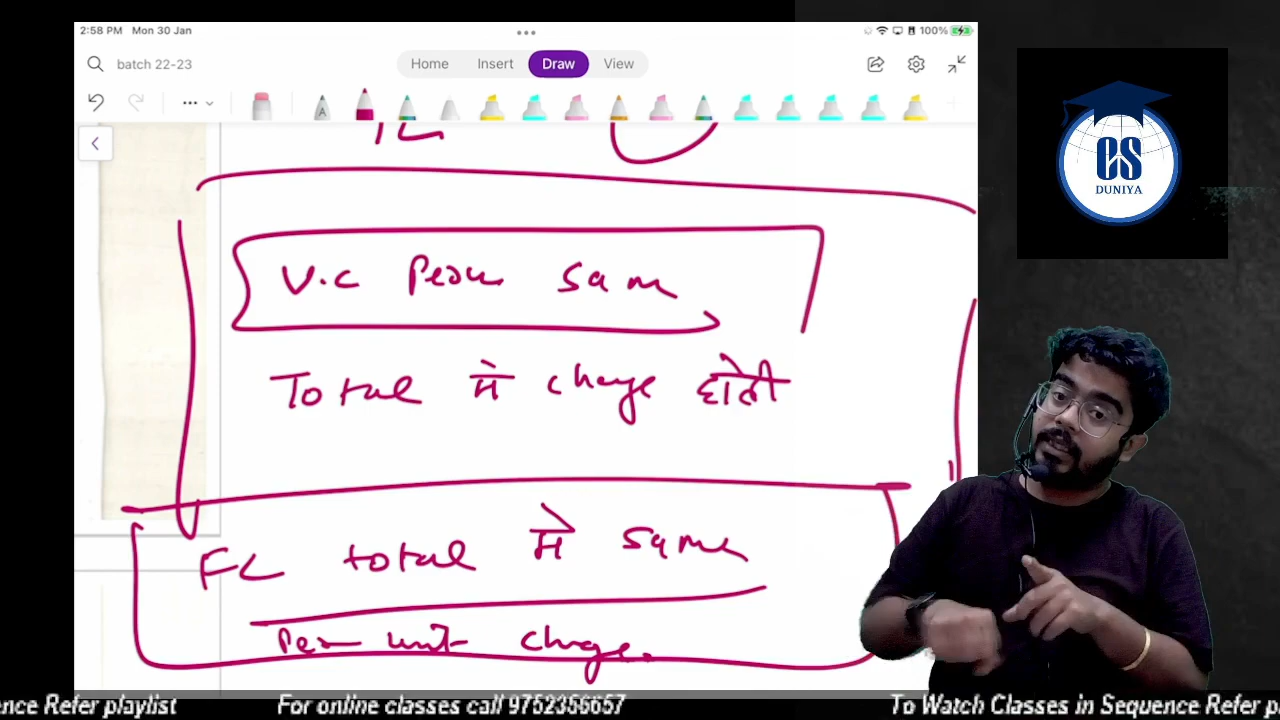 2:58 PM Mon 30 Jan
100%
batch 22-23
Home Insert Draw View
CS
DUNIYA
V.C Per sam
Total में change होती
FC total में same
Per unit change.
nce Refer playlist For online classes call 9752356657 To Watch Classes in Sequence Refer p